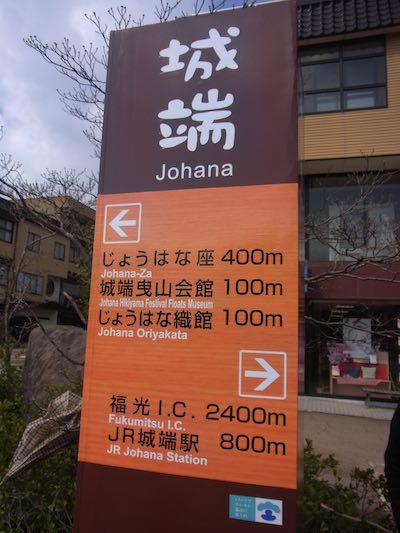 城端
Johana
←
じょうはな座 400m
Johana-Za
城端曳山会館 100m
Johana Hikiyama Festival Floats Museum
じょうはな織館 100m
Johana Oriyakata
→
福光I.C. 2400m
Fukumitsu I.C.
JR城端駅 800m
JR Johana Station